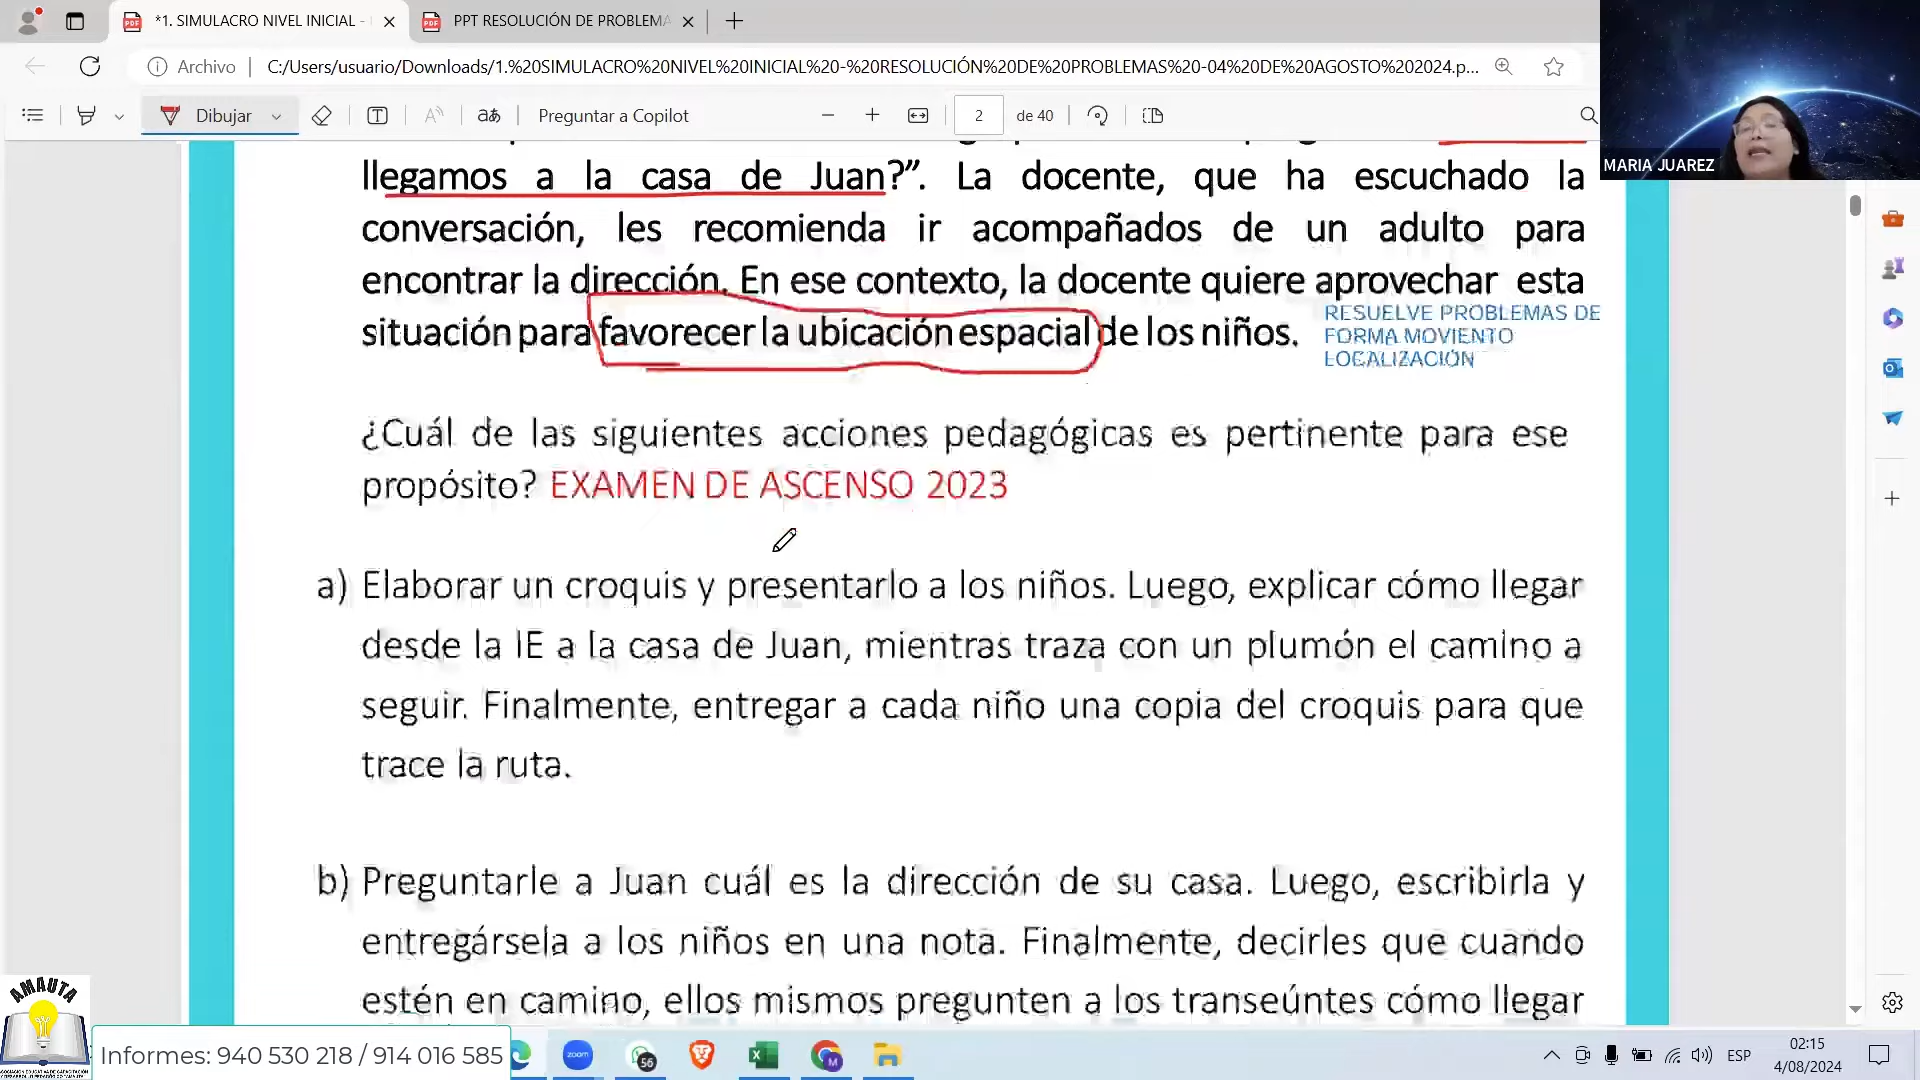 *1. SIMULACRO NIVEL INICIAL -
PPT RESOLUCIÓN DE PROBLEMA
Archivo
C:/Users/usuario/Downloads/1.%20SIMULACRO%20NIVEL%20INICIAL%20-%20RESOLUCIÓN%20DE%20PROBLEMAS%20-04%20DE%20AGOSTO%202024.p...
Dibujar
aあ
Preguntar a Copilot
2
de 40
MARIA JUAREZ
llegamos a la casa de Juan?”. La docente, que ha escuchado la
conversación, les recomienda ir acompañados de un adulto para
encontrar la dirección. En ese contexto, la docente quiere aprovechar esta
situación para favorecer la ubicación espacial de los niños.
RESUELVE PROBLEMAS DE
FORMA MOVIENTO
LOCALIZACIÓN
¿Cuál de las siguientes acciones pedagógicas es pertinente para ese
propósito? EXAMEN DE ASCENSO 2023
a) Elaborar un croquis y presentarlo a los niños. Luego, explicar cómo llegar
desde la IE a la casa de Juan, mientras traza con un plumón el camino a
seguir. Finalmente, entregar a cada niño una copia del croquis para que
trace la ruta.
b) Preguntarle a Juan cuál es la dirección de su casa. Luego, escribirla y
entregársela a los niños en una nota. Finalmente, decirles que cuando
estén en camino, ellos mismos pregunten a los transeúntes cómo llegar
AMAUTA
Informes: 940 530 218 / 914 016 585
zoom
56
M
ESP
02:15
4/08/2024